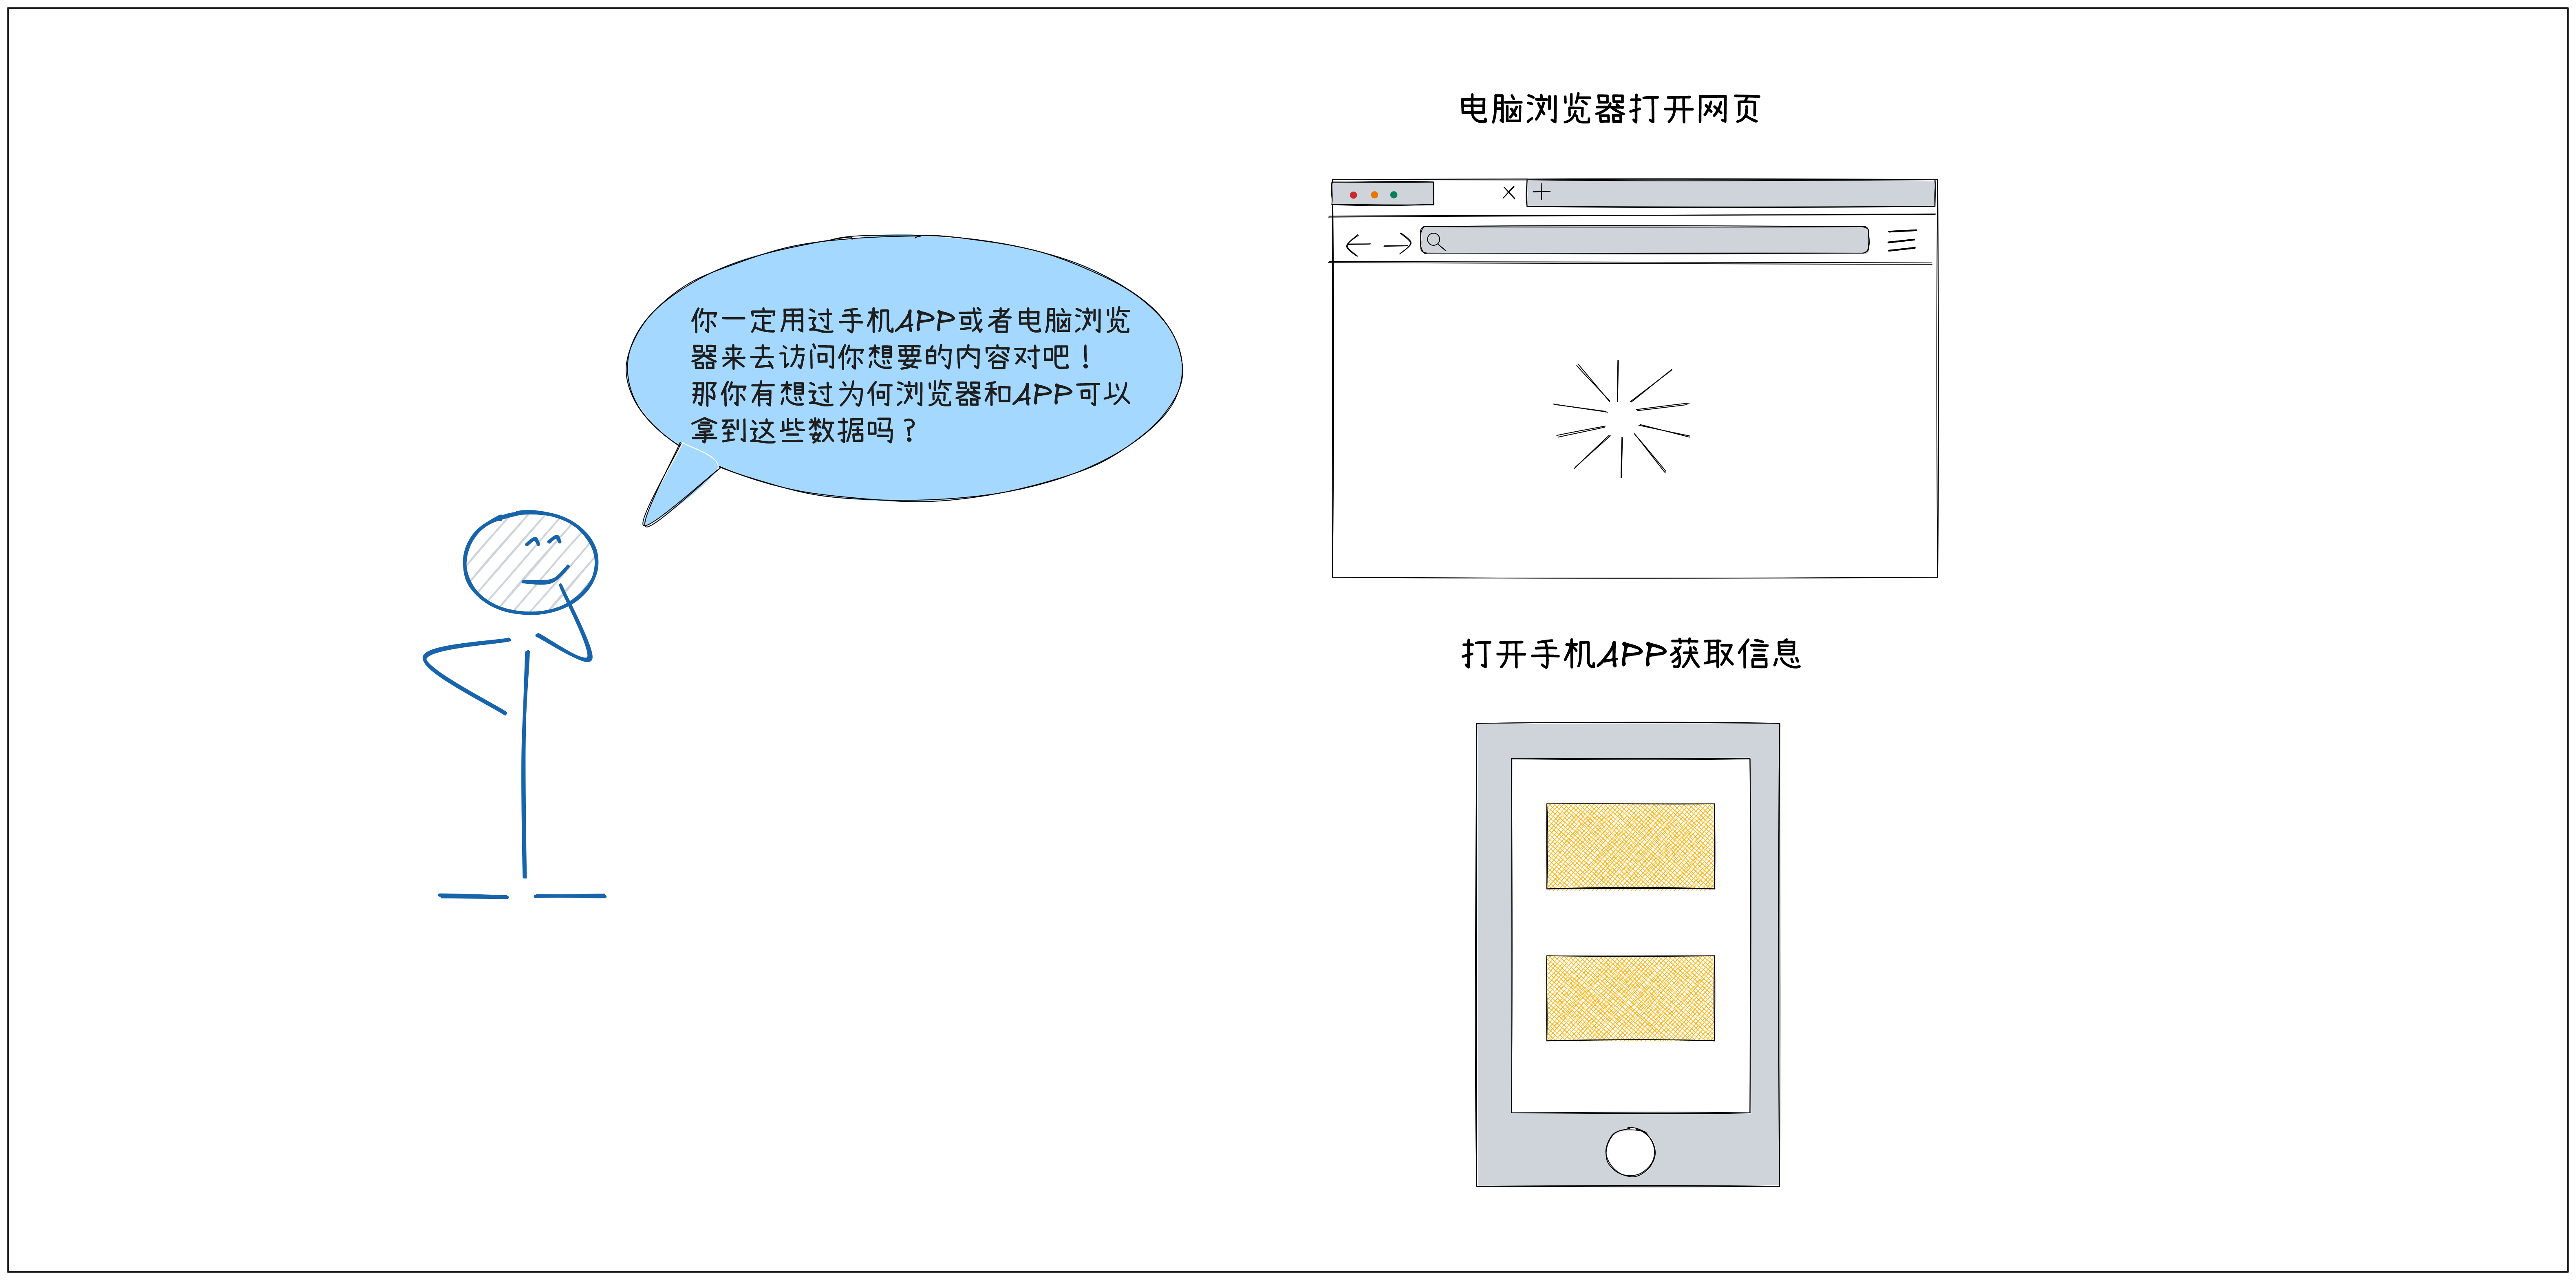 你一定用过手机APP或者电脑浏览
器来去访问你想要的内容对吧！
那你有想过为何浏览器和APP可以
拿到这些数据吗？
电脑浏览器打开网页
打开手机APP获取信息